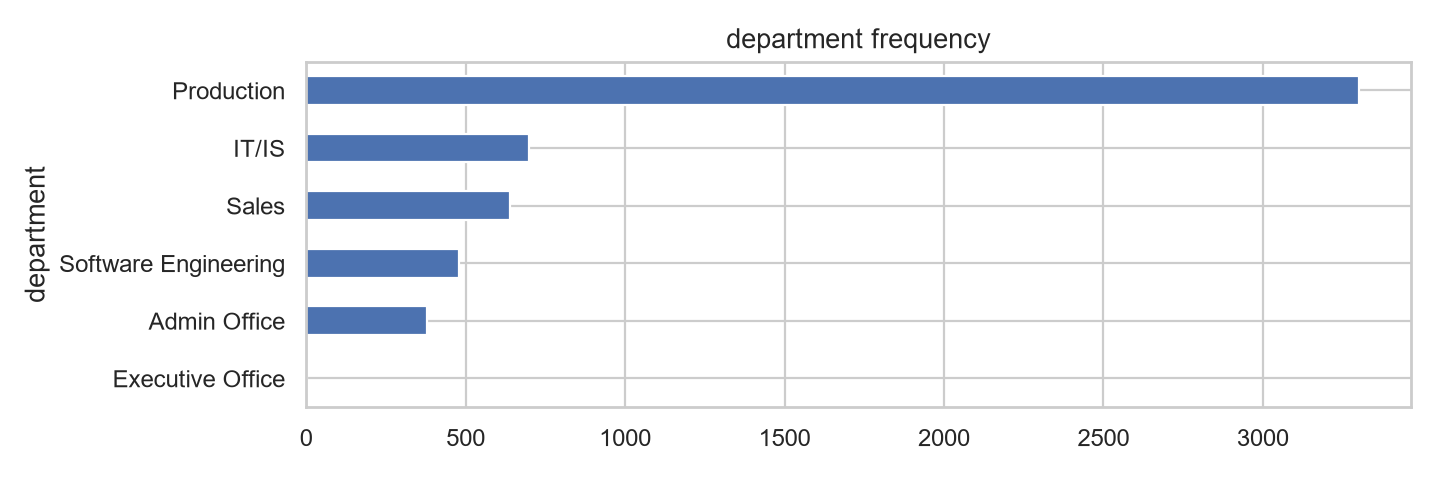 department frequency
department
Production
IT/IS
Sales
Software Engineering
Admin Office
Executive Office
0 500 1000 1500 2000 2500 3000